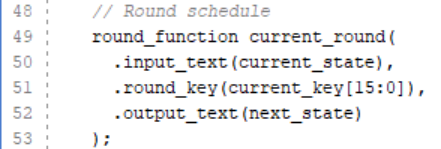 48 // Round schedule
49 round_function current_round(
50 .input_text(current_state),
51 .round_key(current_key[15:0]),
52 .output_text(next_state)
53 );